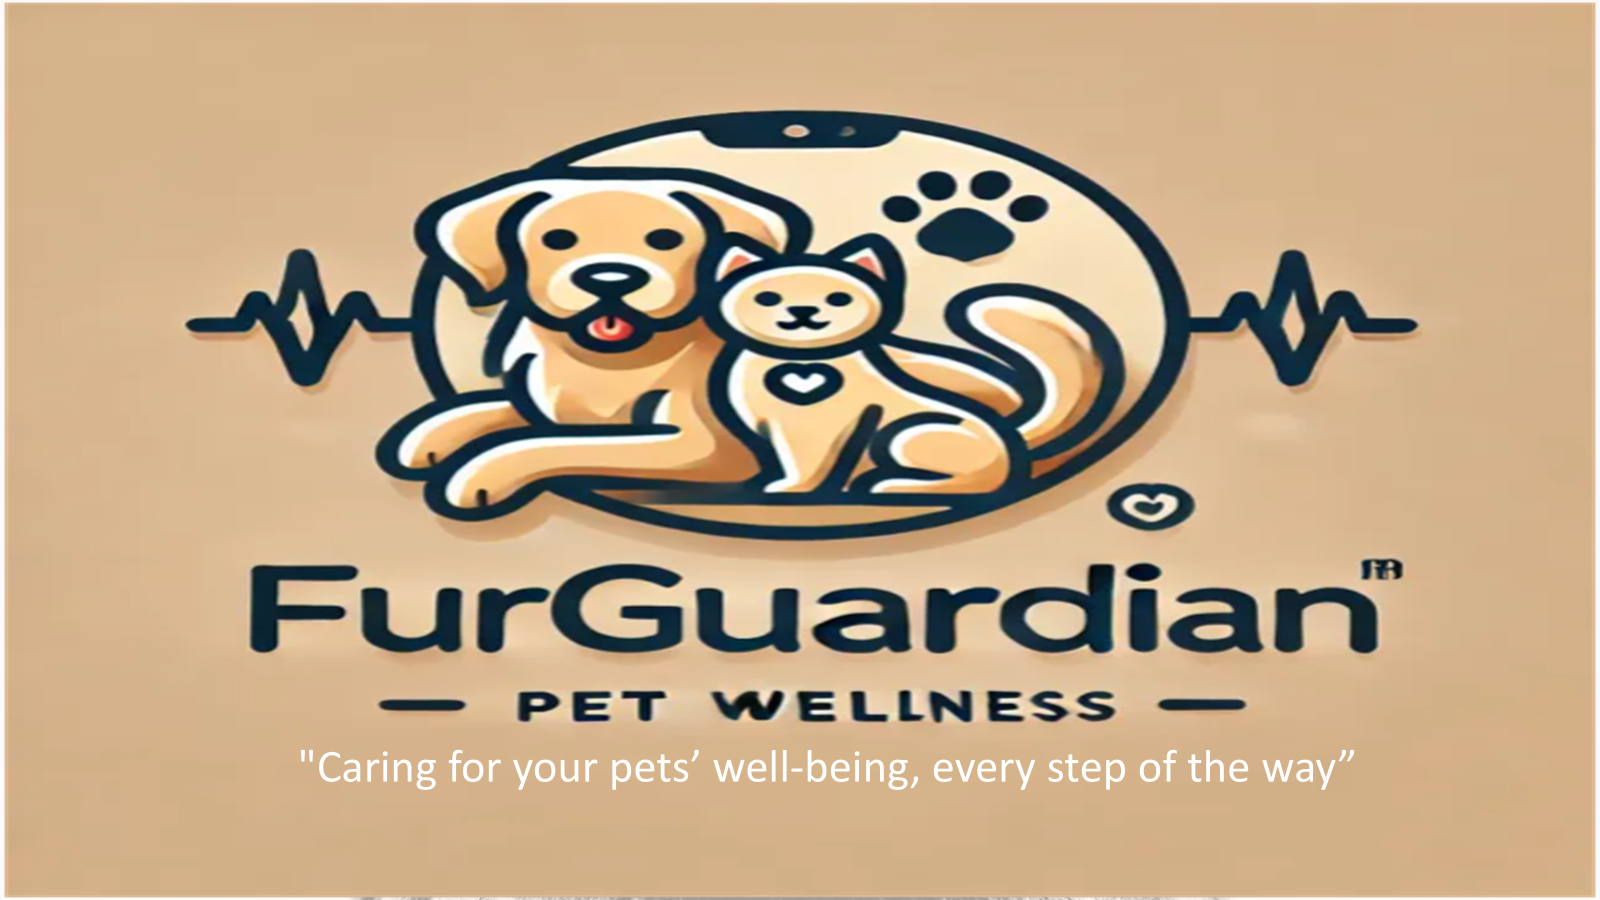 FurGuardian
PET WELLNESS
"Caring for your pets’ well-being, every step of the way”